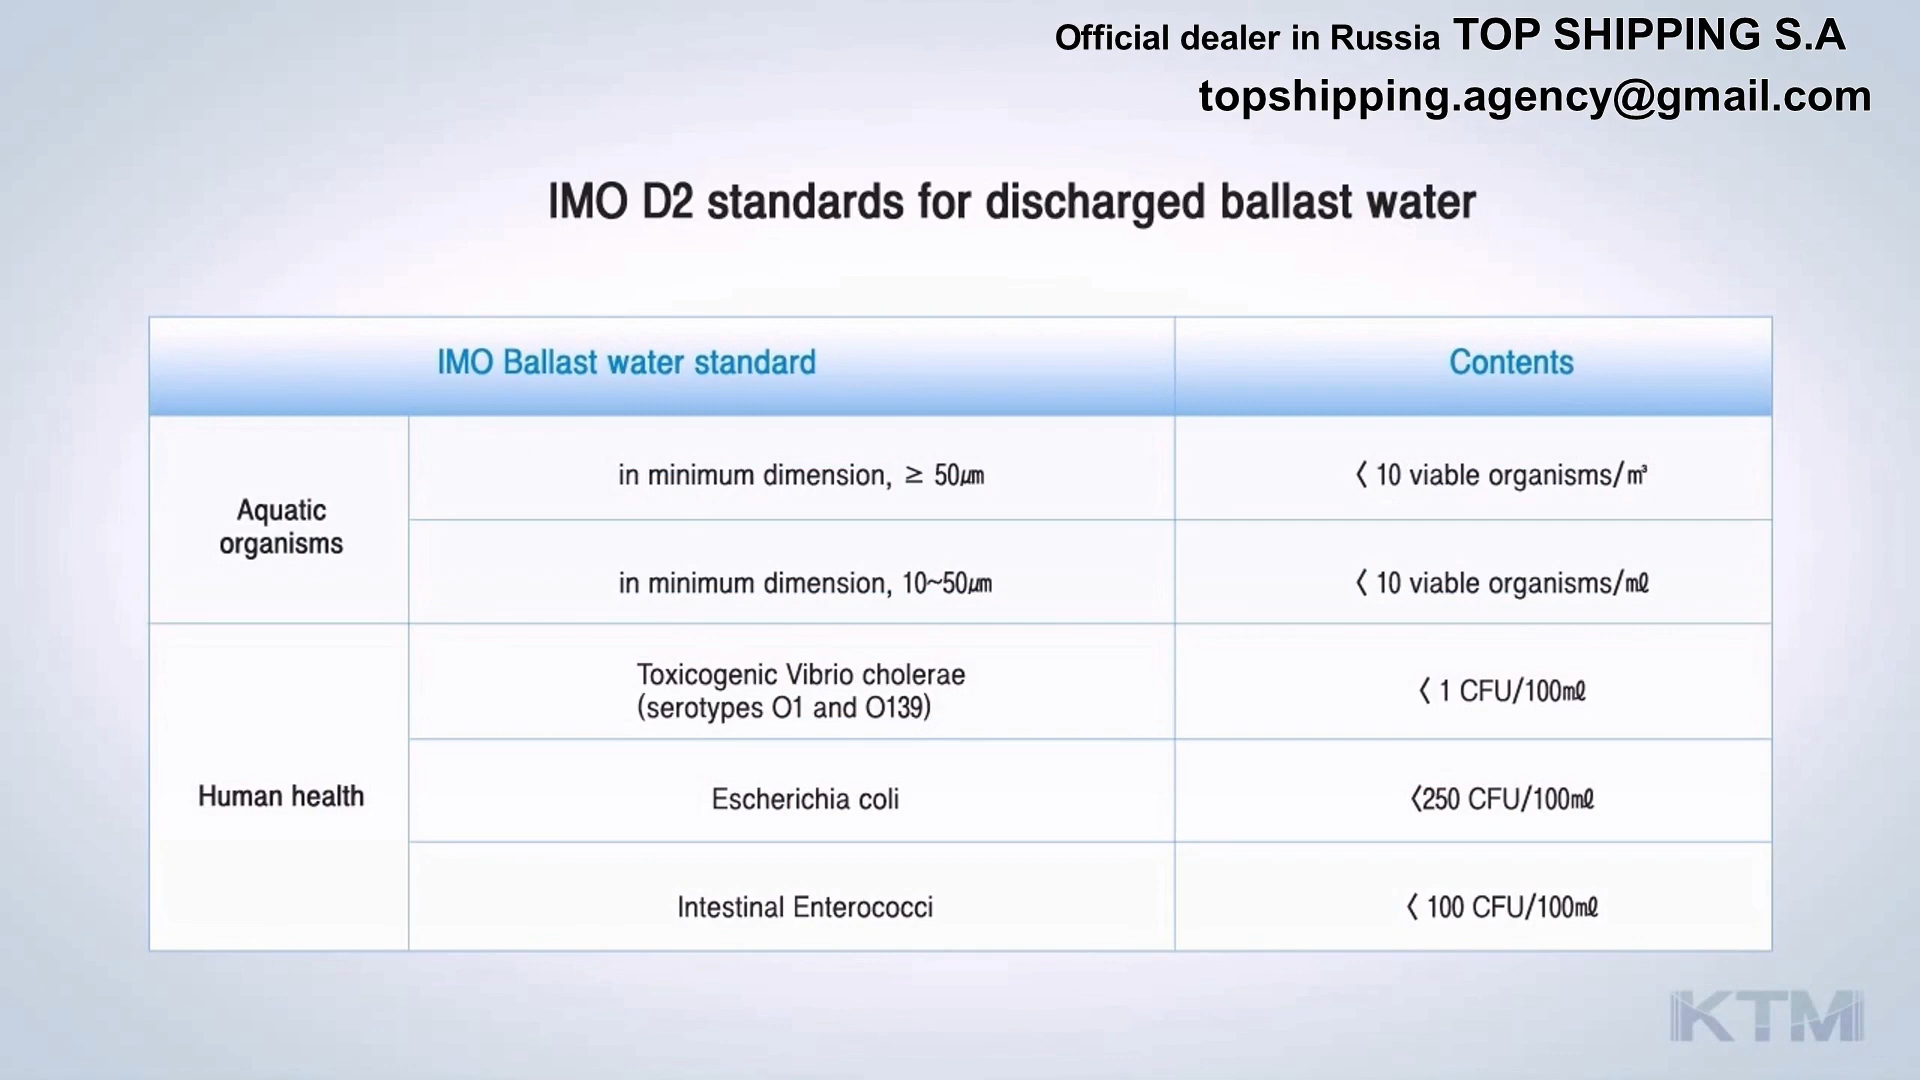 Official dealer in Russia TOP SHIPPING S.A
topshipping.agency@gmail.com
IMO D2 standards for discharged ballast water
IMO Ballast water standard
Contents
Aquatic
organisms
in minimum dimension, ≥ 50㎛
〈 10 viable organisms/㎥
in minimum dimension, 10~50㎛
〈 10 viable organisms/㎖
Human health
Toxicogenic Vibrio cholerae
(serotypes O1 and O139)
〈 1 CFU/100㎖
Escherichia coli
〈250 CFU/100㎖
Intestinal Enterococci
〈 100 CFU/100㎖
KTM